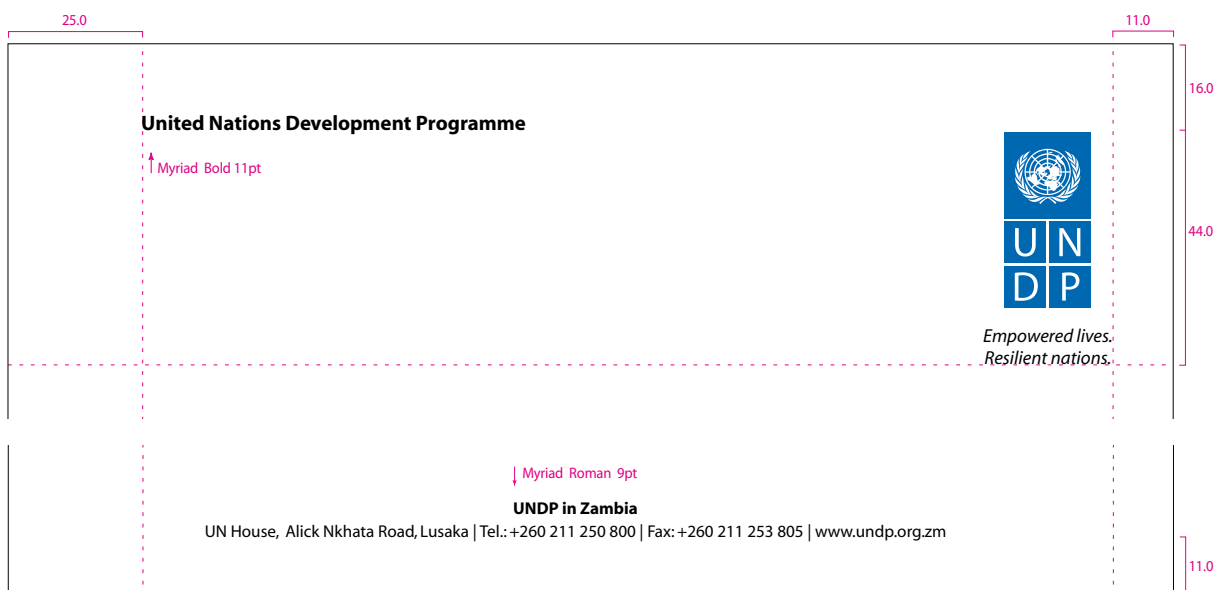 25.0
11.0
16.0
United Nations Development Programme
Myriad Bold 11pt
44.0
U N
D P
Empowered lives.
Resilient nations.
Myriad Roman 9pt
UNDP in Zambia
UN House, Alick Nkhata Road, Lusaka | Tel.: +260 211 250 800 | Fax: +260 211 253 805 | www.undp.org.zm
11.0